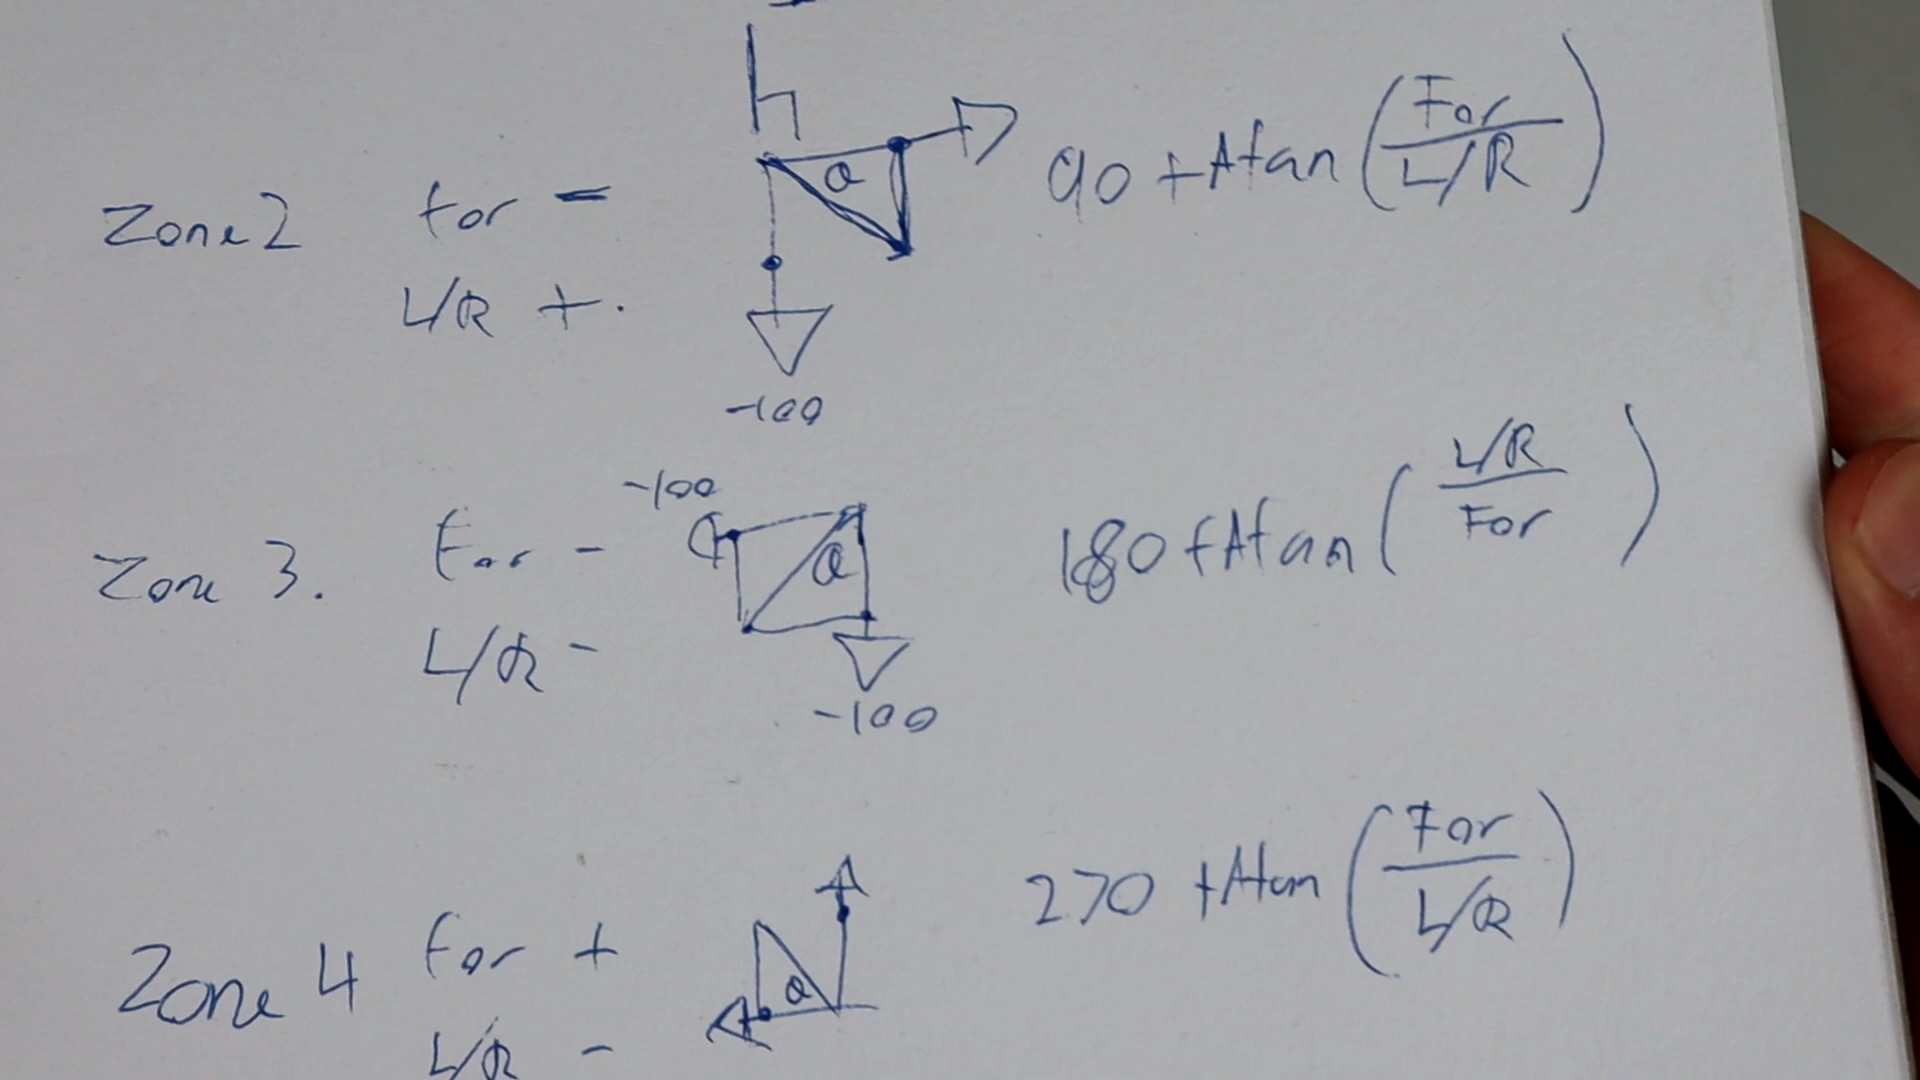 Zone 2 For - 90 + Atan (For / L/R)
L/R +.
θ
-100
Zone 3. For - -100 180 + Atan (L/R / For)
L/R -
θ
-100
Zone 4 For + 270 + Atan (For / L/R)
L/R -
θ